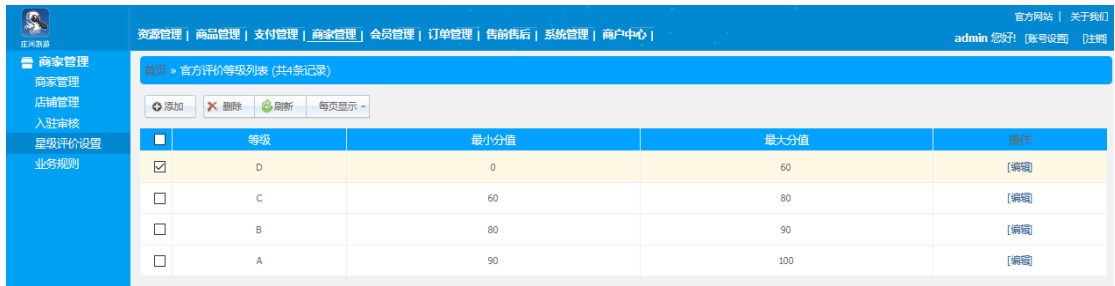 官方网站 | 关于我们
庄河旅游
资源管理 | 商品管理 | 支付管理 | 商家管理 | 会员管理 | 订单管理 | 售前售后 | 系统管理 | 商户中心 |
admin 您好! [账号设置] [注销]
商家管理
商家管理
店铺管理
入驻审核
星级评价设置
业务规则
首页 » 官方评价等级列表 (共4条记录)
添加 删除 刷新 每页显示
等级 最小分值 最大分值 操作
D 0 60 [编辑]
C 60 80 [编辑]
B 80 90 [编辑]
A 90 100 [编辑]